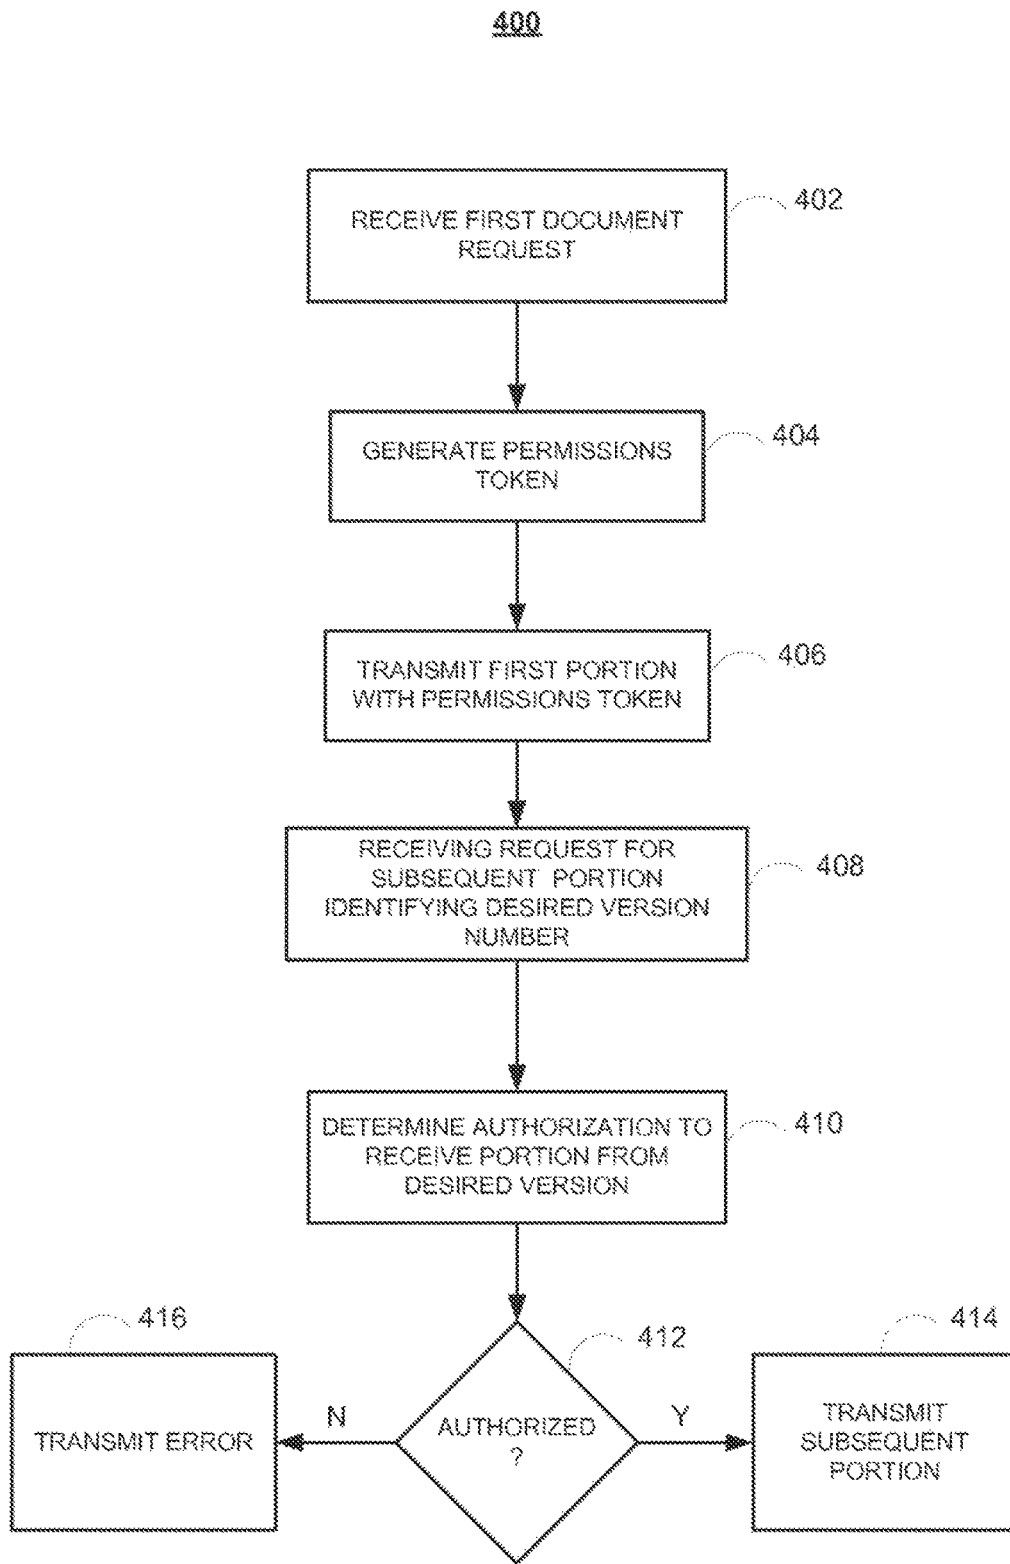 400
RECEIVE FIRST DOCUMENT
REQUEST
402
GENERATE PERMISSIONS
TOKEN
404
TRANSMIT FIRST PORTION
WITH PERMISSIONS TOKEN
406
RECEIVING REQUEST FOR
SUBSEQUENT PORTION
IDENTIFYING DESIRED VERSION
NUMBER
408
DETERMINE AUTHORIZATION TO
RECEIVE PORTION FROM
DESIRED VERSION
410
416
412
414
TRANSMIT ERROR
N
AUTHORIZED
?
Y
TRANSMIT
SUBSEQUENT
PORTION